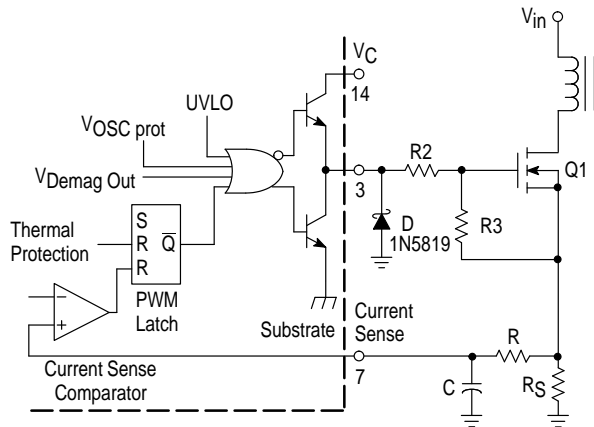 Vin
VC
14
UVLO
VOSC prot
R2
Q1
VDemag Out
3
Thermal
Protection
S
R
R
Q
D
1N5819
R3
PWM
Latch
Substrate
Current
Sense
7
R
C
RS
Current Sense
Comparator